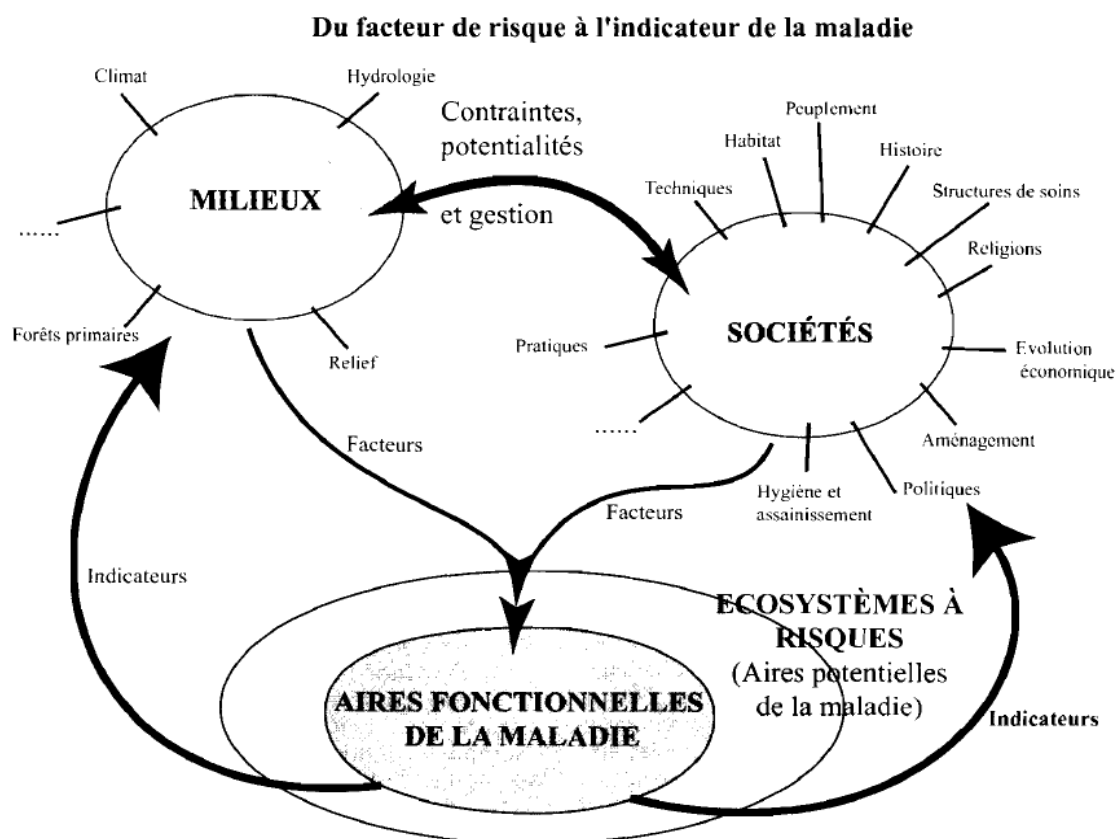 Du facteur de risque à l'indicateur de la maladie
Climat
Hydrologie
Contraintes,
potentialités
et gestion
MILIEUX
......
Forêts primaires
Relief
Peuplement
Habitat
Histoire
Techniques
Structures de soins
Religions
SOCIÉTÉS
Pratiques
Evolution
économique
......
Aménagement
Hygiène et
assainissement
Politiques
Facteurs
Facteurs
Indicateurs
ECOSYSTÈMES À
RISQUES
(Aires potentielles
de la maladie)
AIRES FONCTIONNELLES
DE LA MALADIE
Indicateurs